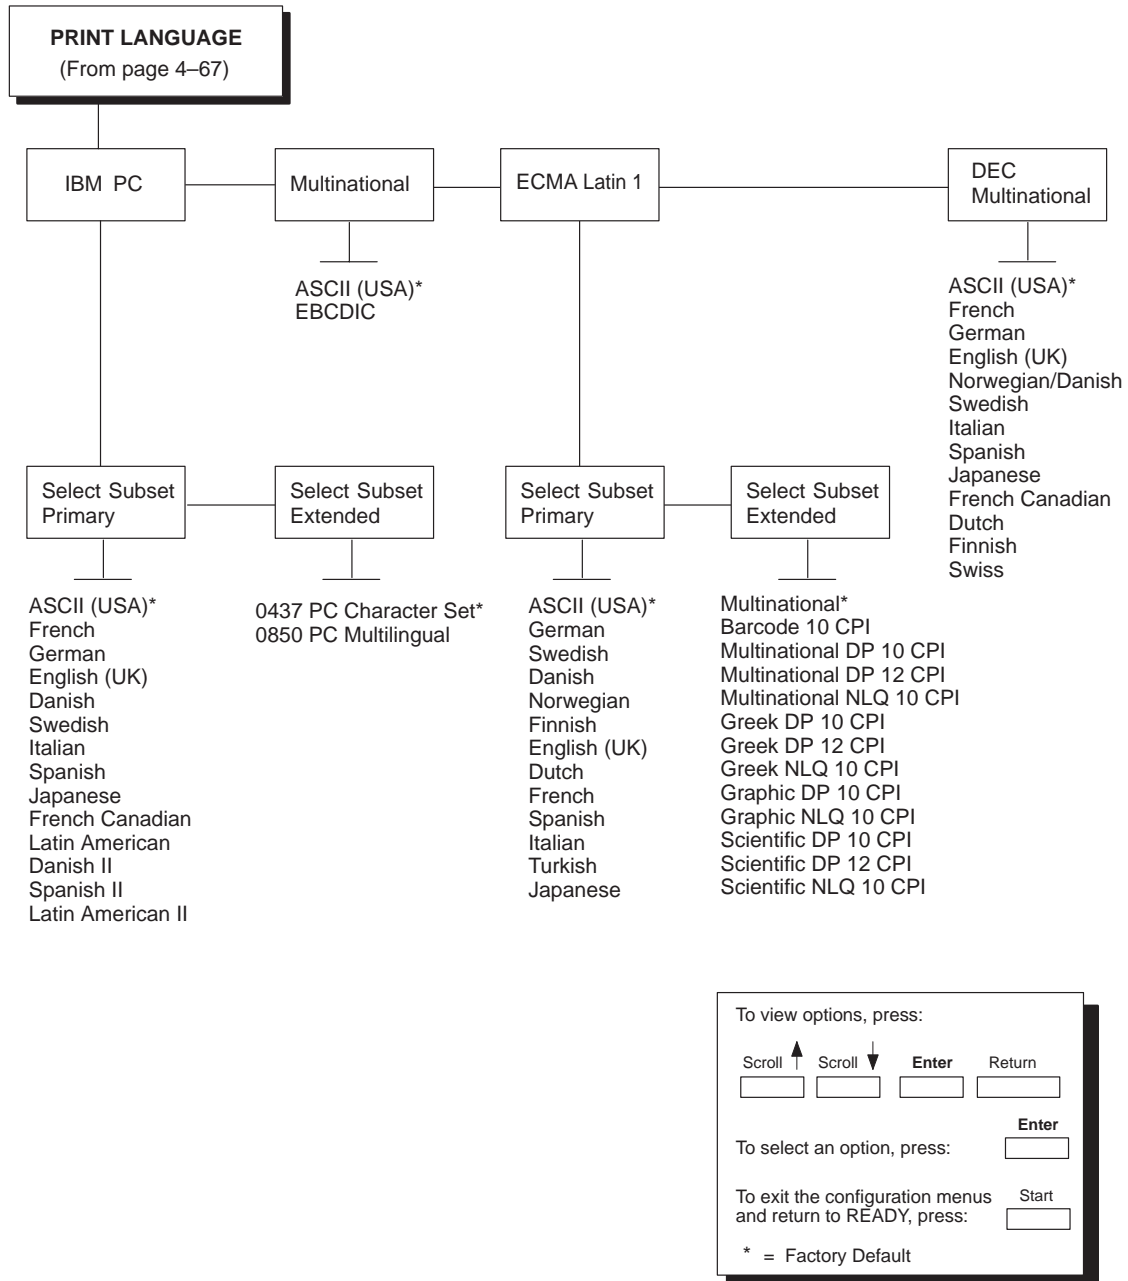 PRINT LANGUAGE
(From page 4–67)
IBM PC
Multinational
ECMA Latin 1
DEC
Multinational
ASCII (USA)*
EBCDIC
ASCII (USA)*
French
German
English (UK)
Norwegian/Danish
Swedish
Italian
Spanish
Japanese
French Canadian
Dutch
Finnish
Swiss
Select Subset
Primary
Select Subset
Extended
Select Subset
Primary
Select Subset
Extended
ASCII (USA)*
French
German
English (UK)
Danish
Swedish
Italian
Spanish
Japanese
French Canadian
Latin American
Danish II
Spanish II
Latin American II
0437 PC Character Set*
0850 PC Multilingual
ASCII (USA)*
German
Swedish
Danish
Norwegian
Finnish
English (UK)
Dutch
French
Spanish
Italian
Turkish
Japanese
Multinational*
Barcode 10 CPI
Multinational DP 10 CPI
Multinational DP 12 CPI
Multinational NLQ 10 CPI
Greek DP 10 CPI
Greek DP 12 CPI
Greek NLQ 10 CPI
Graphic DP 10 CPI
Graphic NLQ 10 CPI
Scientific DP 10 CPI
Scientific DP 12 CPI
Scientific NLQ 10 CPI
To view options, press:
Scroll Scroll Enter Return
Enter
To select an option, press:
To exit the configuration menus Start
and return to READY, press:
* = Factory Default